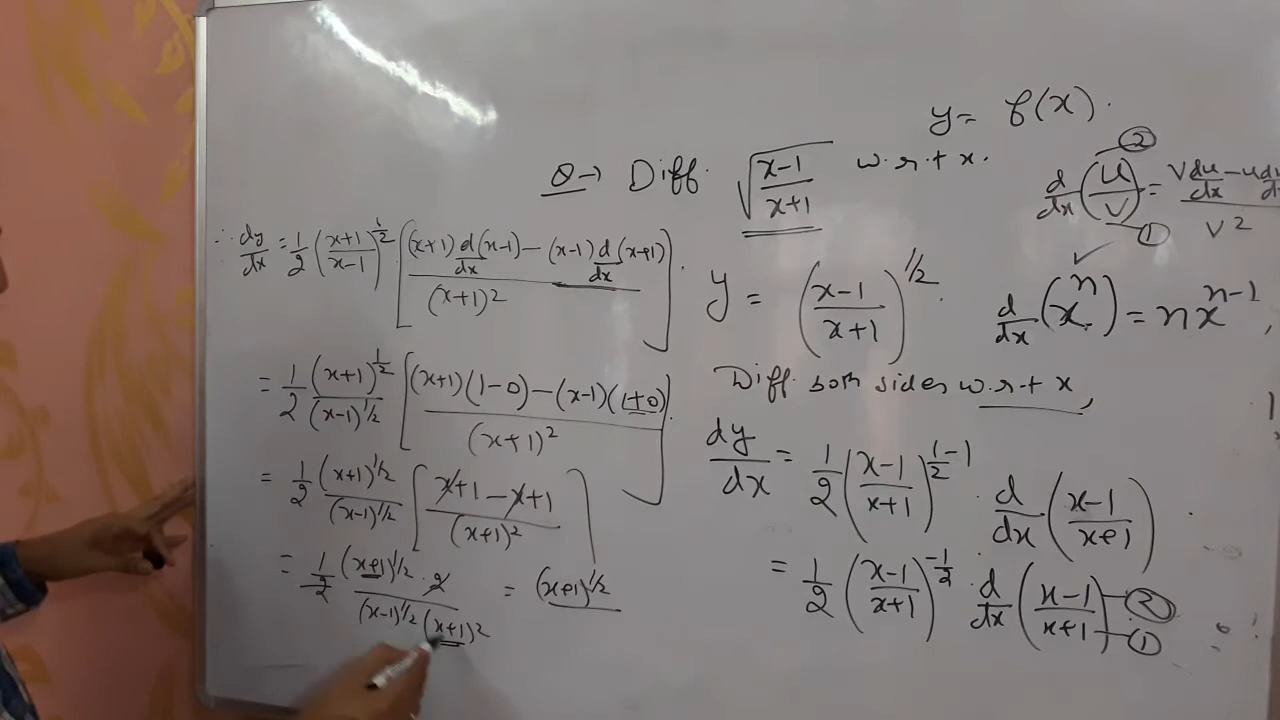 y = f(x).
Q→ Diff. √((x-1)/(x+1)) w.r.t x.
d/dx (u/v) = (v du/dx - u dv/dx)/v²
②
①
y = ((x-1)/(x+1))^(1/2).
d/dx (x^n) = nx^(n-1),
Diff. both sides w.r.t x,
dy/dx = 1/2 ((x-1)/(x+1))^(1/2 - 1) · d/dx ((x-1)/(x+1)).
= 1/2 ((x-1)/(x+1))^(-1/2) · d/dx ((x-1)/(x+1))
②
①
∴ dy/dx = 1/2 ((x+1)/(x-1))^(1/2) [((x+1) d/dx (x-1) - (x-1) d/dx (x+1))/(x+1)²].
= 1/2 (x+1)^(1/2)/(x-1)^(1/2) [((x+1)(1-0) - (x-1)(1+0))/(x+1)²].
= 1/2 (x+1)^(1/2)/(x-1)^(1/2) [(x+1-x+1)/(x+1)²]
= 1/2 (x+1)^(1/2) · 2/((x-1)^(1/2) (x+1)²) = (x+1)^(1/2)